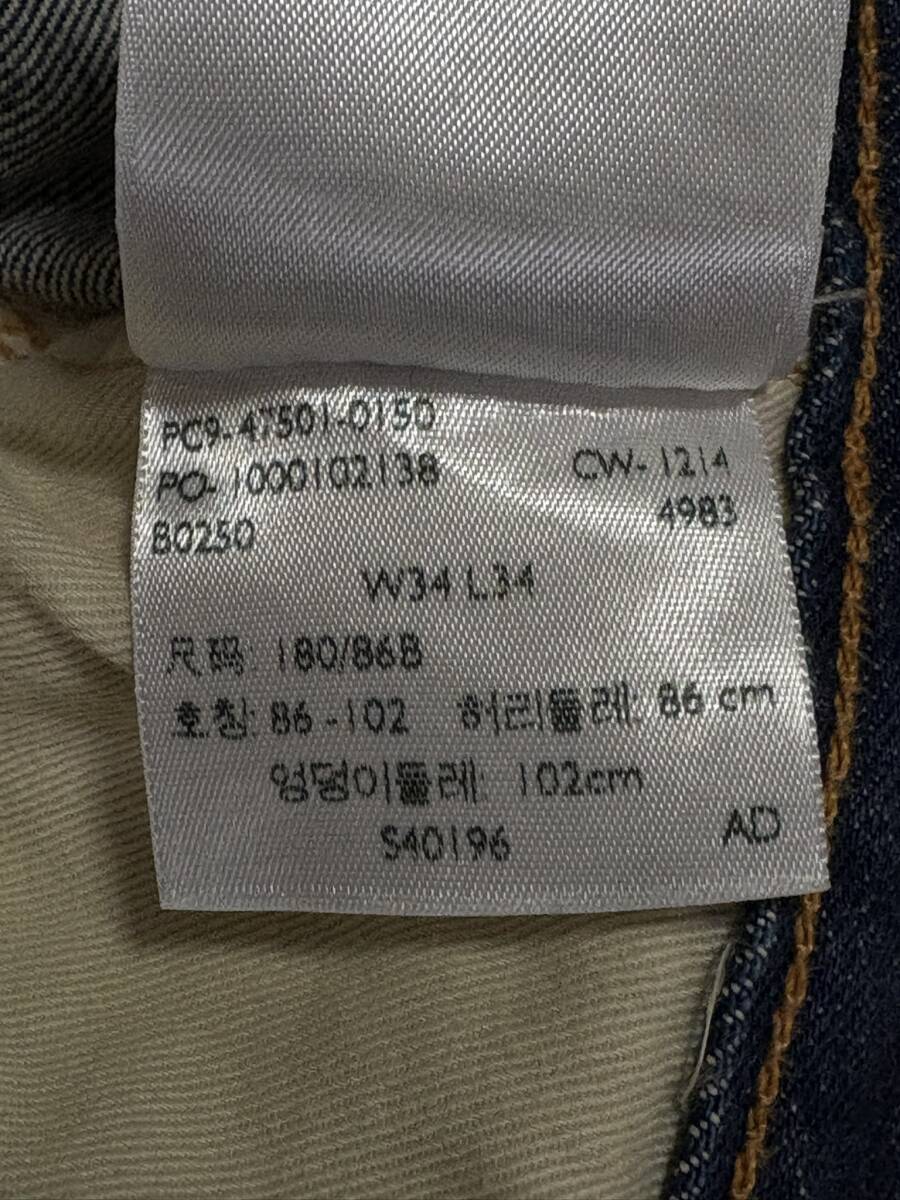 PC9-47501-0150
PO-1000102138 CW-1214
B0250 4983
W34 L34
尺码: 180/86B
호칭: 86-102 허리둘레: 86 cm
엉덩이둘레: 102cm
S40196 AD